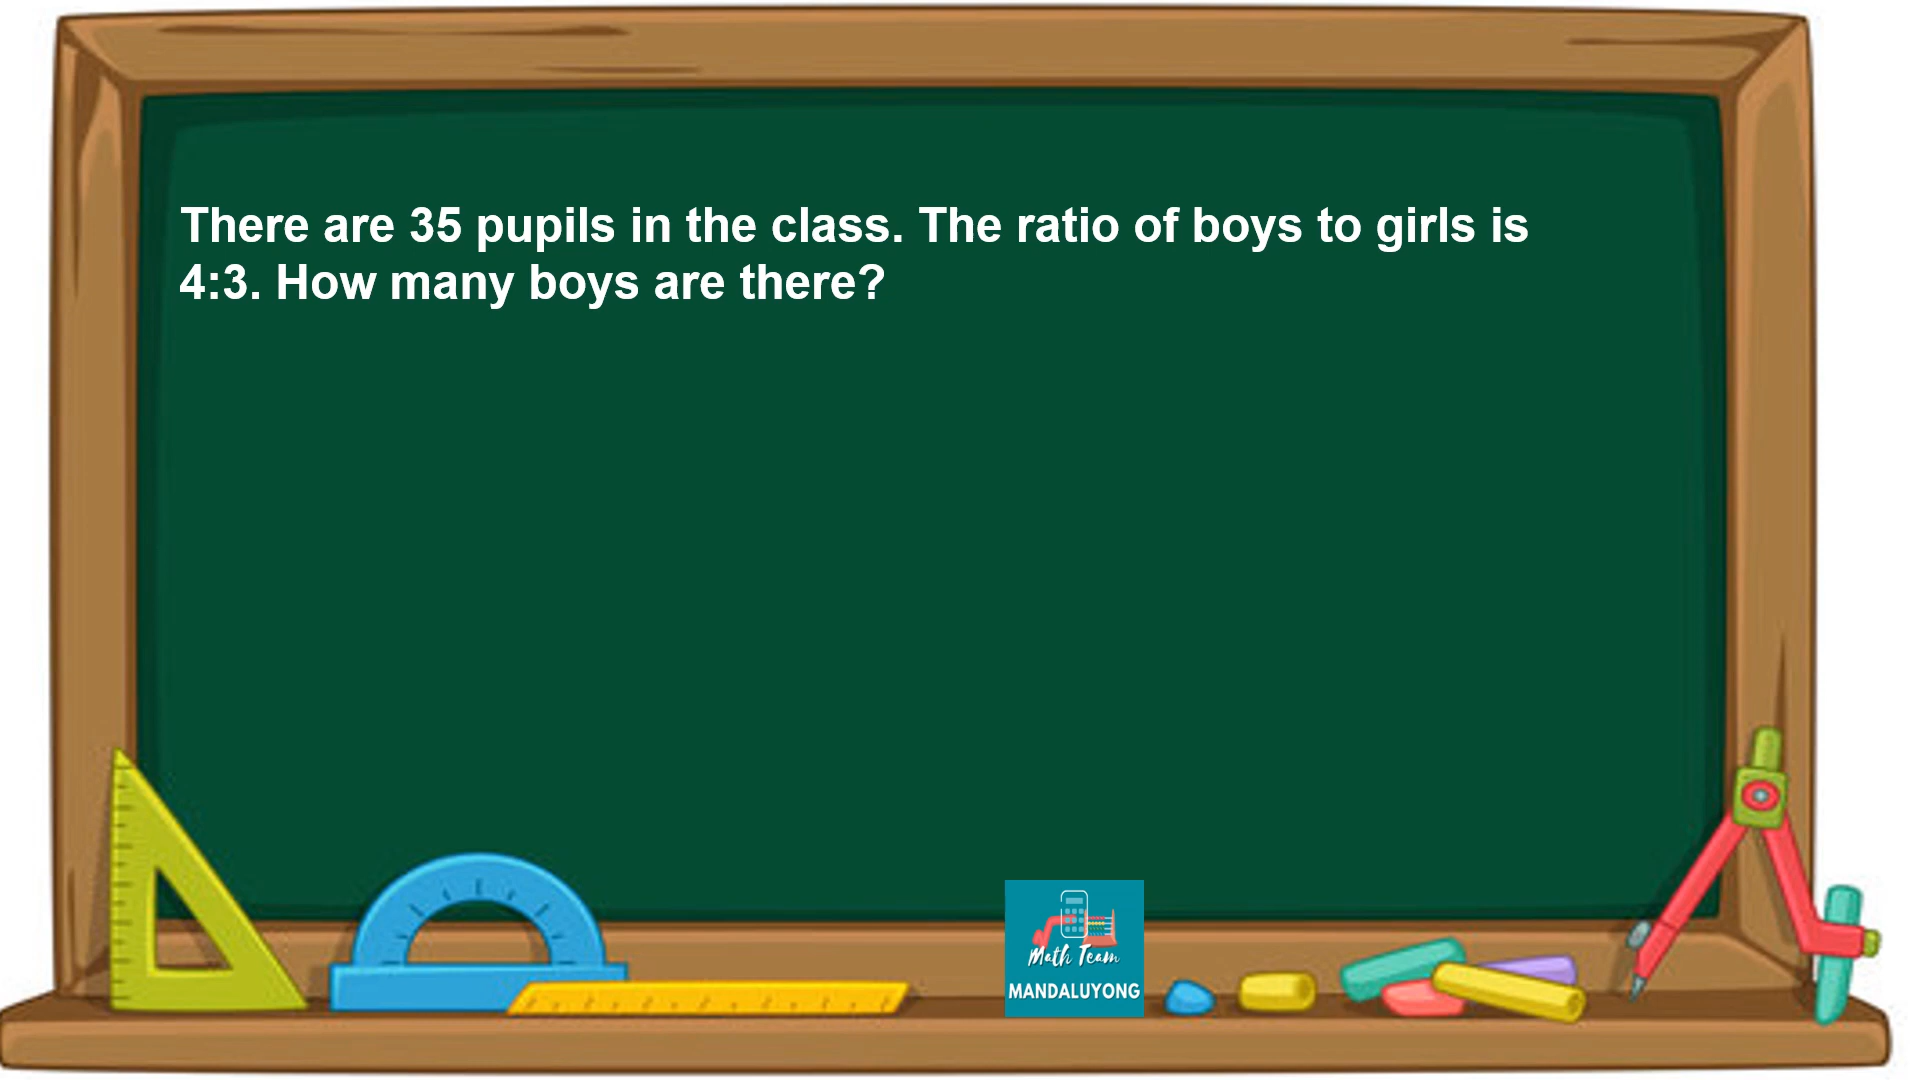 There are 35 pupils in the class. The ratio of boys to girls is
4:3. How many boys are there?
Math Team
MANDALUYONG